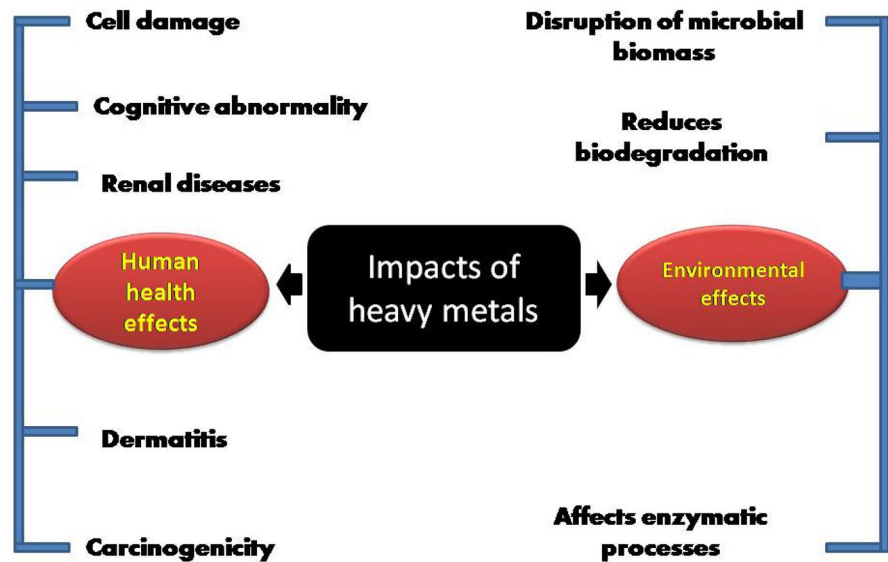 Cell damage
Cognitive abnormality
Renal diseases
Human
health
effects
Dermatitis
Carcinogenicity
Impacts of
heavy metals
Disruption of microbial
biomass
Reduces
biodegradation
Environmental
effects
Affects enzymatic
processes